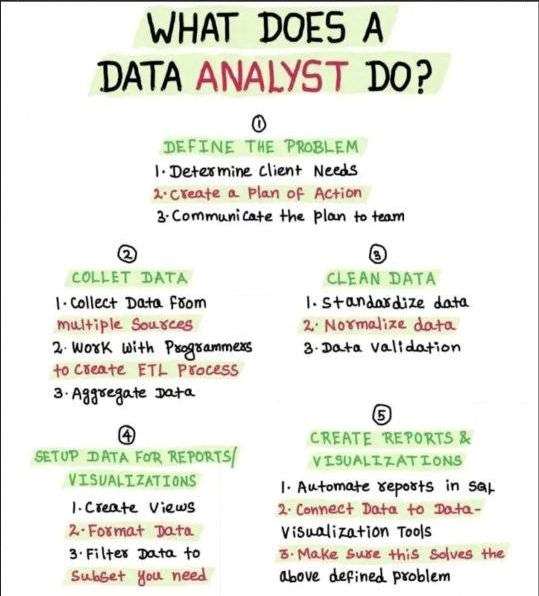 WHAT DOES A
DATA ANALYST DO?
1
DEFINE THE PROBLEM
1. Determine Client Needs
2. Create a Plan of Action
3. Communicate the plan to team
2
COLLET DATA
1. Collect Data from
multiple Sources
2. Work with Programmers
to Create ETL Process
3. Aggregate Data
3
CLEAN DATA
1. Standardize data
2. Normalize data
3. Data validation
4
SETUP DATA FOR REPORTS/
VISUALIZATIONS
1. Create Views
2. Format Data
3. Filter Data to
Subset you need
5
CREATE REPORTS &
VISUALIZATIONS
1. Automate reports in SQL
2. Connect Data to Data-
Visualization Tools
3. Make Sure this Solves the
above defined problem